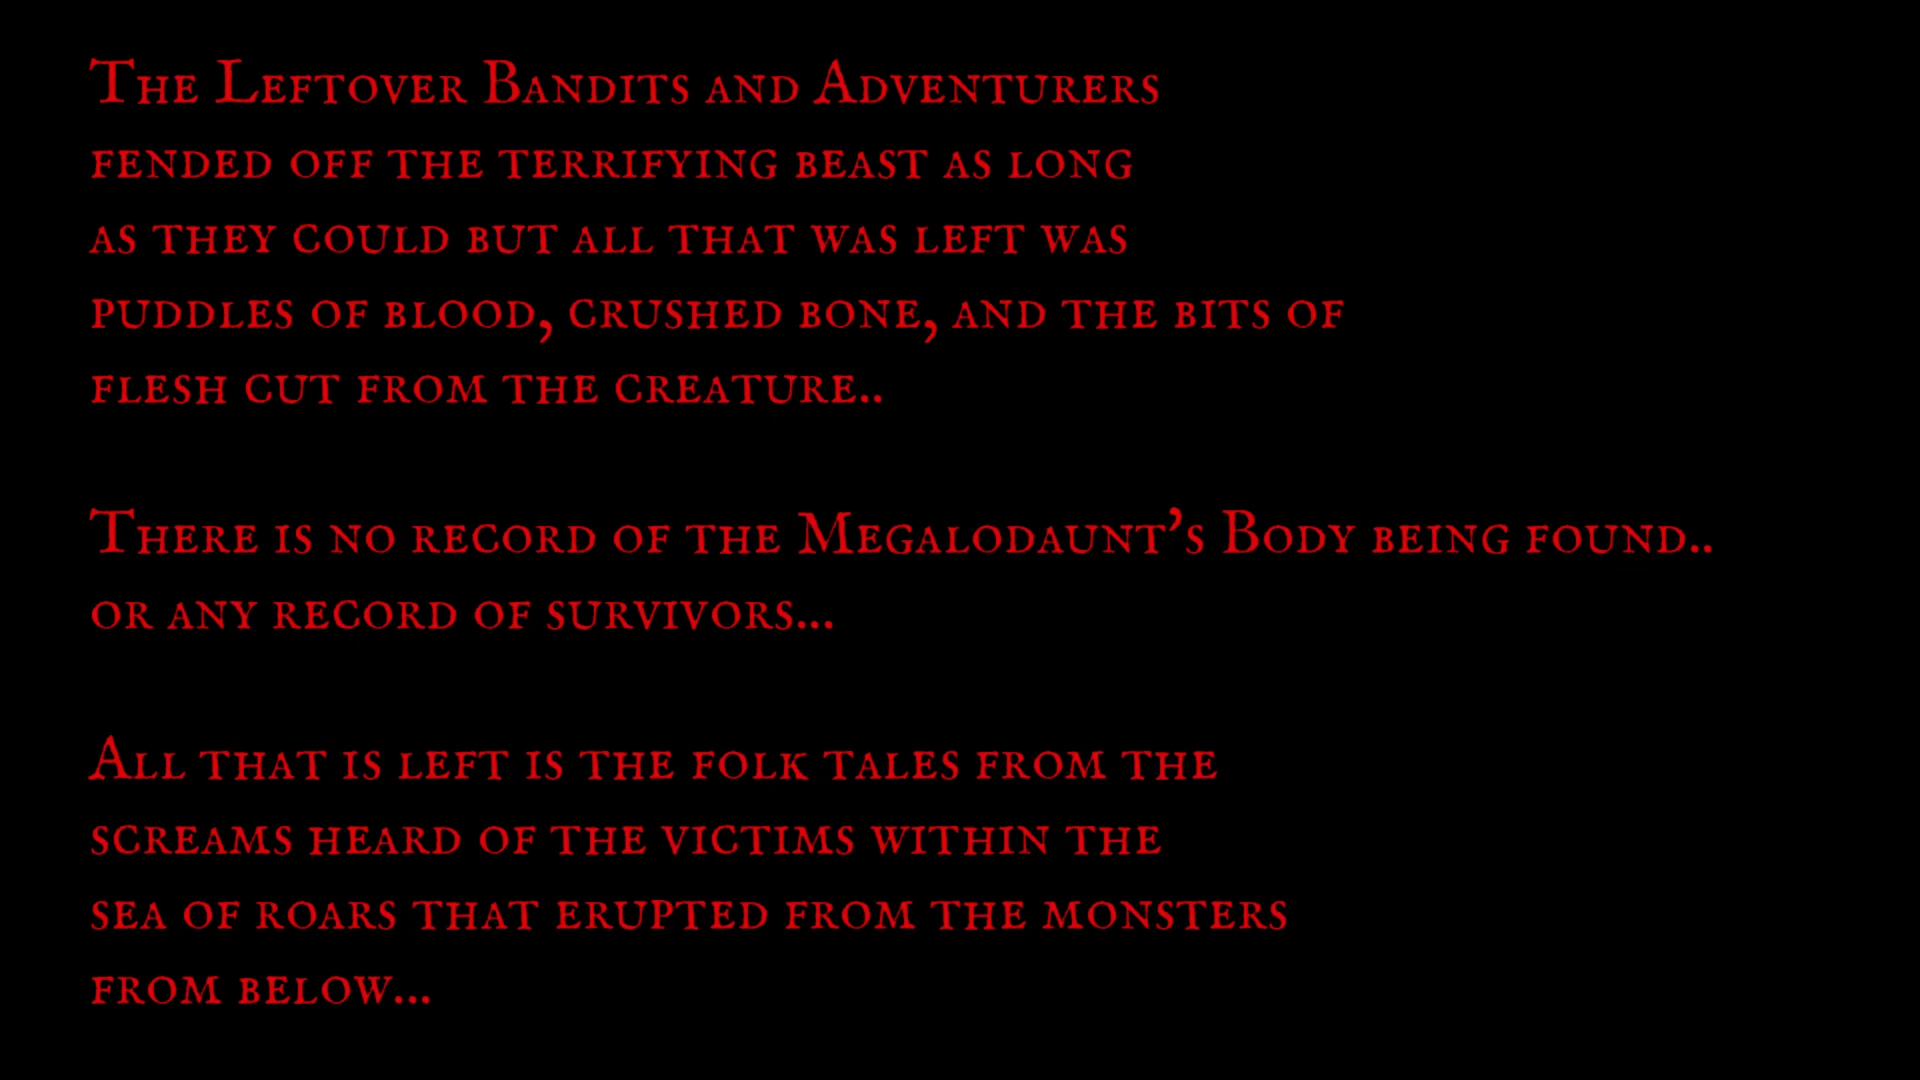 The Leftover Bandits and Adventurers
fended off the terrifying beast as long
as they could but all that was left was
puddles of blood, crushed bone, and the bits of
flesh cut from the creature..
There is no record of the Megalodaunt's Body being found..
or any record of survivors...
All that is left is the folk tales from the
screams heard of the victims within the
sea of roars that erupted from the monsters
from below...